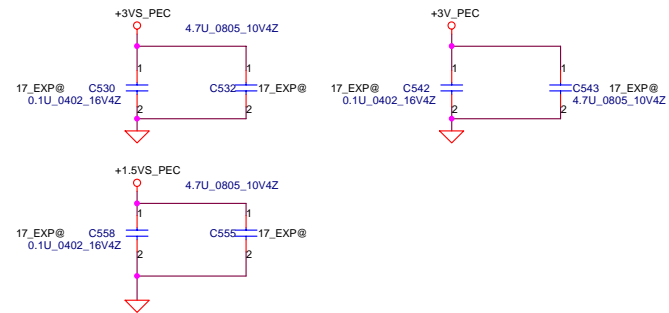 +3VS_PEC
4.7U_0805_10V4Z
1
1
17_EXP@ C530 C532 17_EXP@
0.1U_0402_16V4Z
2
2
+3V_PEC
1
1
17_EXP@ C542 C543 17_EXP@
0.1U_0402_16V4Z 4.7U_0805_10V4Z
2
2
+1.5VS_PEC
4.7U_0805_10V4Z
1
1
17_EXP@ C558 C555 17_EXP@
0.1U_0402_16V4Z
2
2